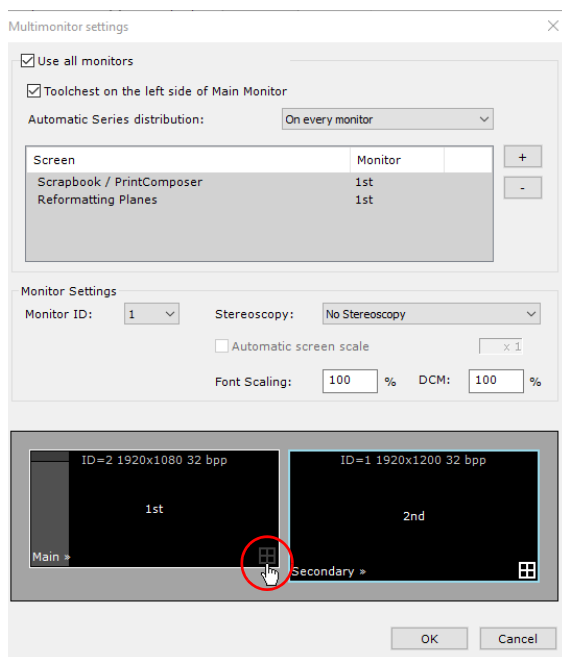 Multimonitor settings
Use all monitors
Toolchest on the left side of Main Monitor
Automatic Series distribution: On every monitor
Screen Monitor
+
Scrapbook / PrintComposer 1st
-
Reformatting Planes 1st
Monitor Settings
Monitor ID: 1 Stereoscopy: No Stereoscopy
Automatic screen scale x 1
Font Scaling: 100 % DCM: 100 %
ID=2 1920x1080 32 bpp ID=1 1920x1200 32 bpp
1st 2nd
Main » Secondary »
OK Cancel